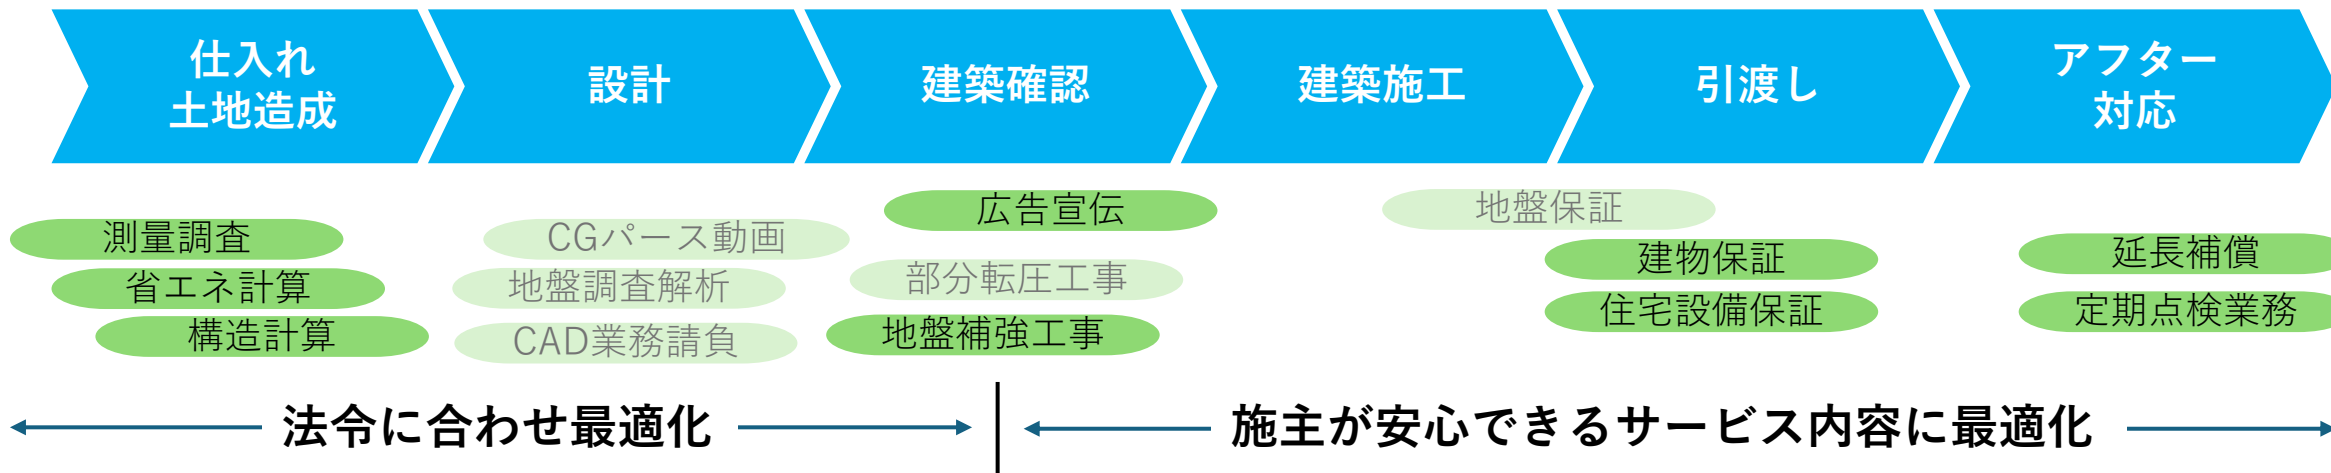 仕入れ
土地造成
設計
建築確認
建築施工
引渡し
アフター
対応
測量調査
省エネ計算
構造計算
CGパース動画
地盤調査解析
CAD業務請負
広告宣伝
部分転圧工事
地盤補強工事
地盤保証
建物保証
住宅設備保証
延長補償
定期点検業務
法令に合わせ最適化
施主が安心できるサービス内容に最適化